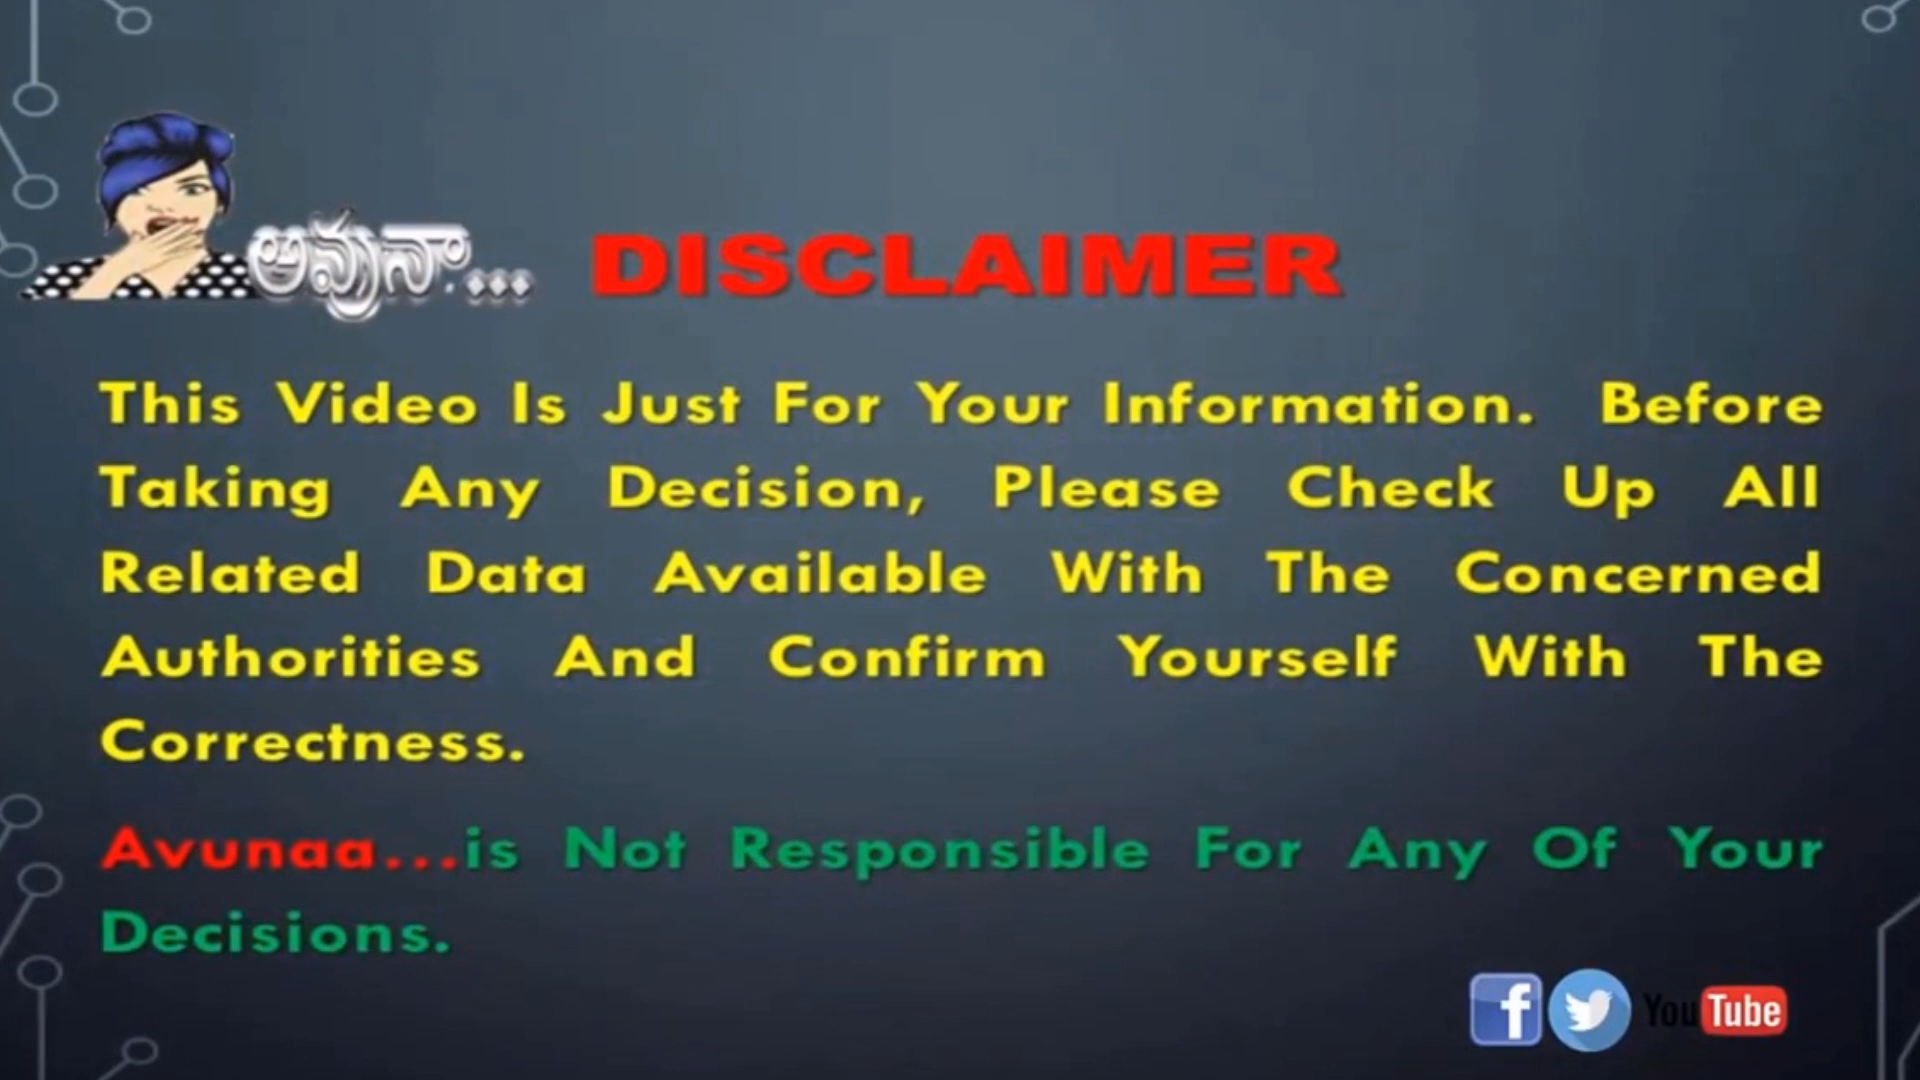 అవునా...
DISCLAIMER
This Video Is Just For Your Information. Before
Taking Any Decision, Please Check Up All
Related Data Available With The Concerned
Authorities And Confirm Yourself With The
Correctness.
Avunaa...is Not Responsible For Any Of Your
Decisions.
f
YouTube